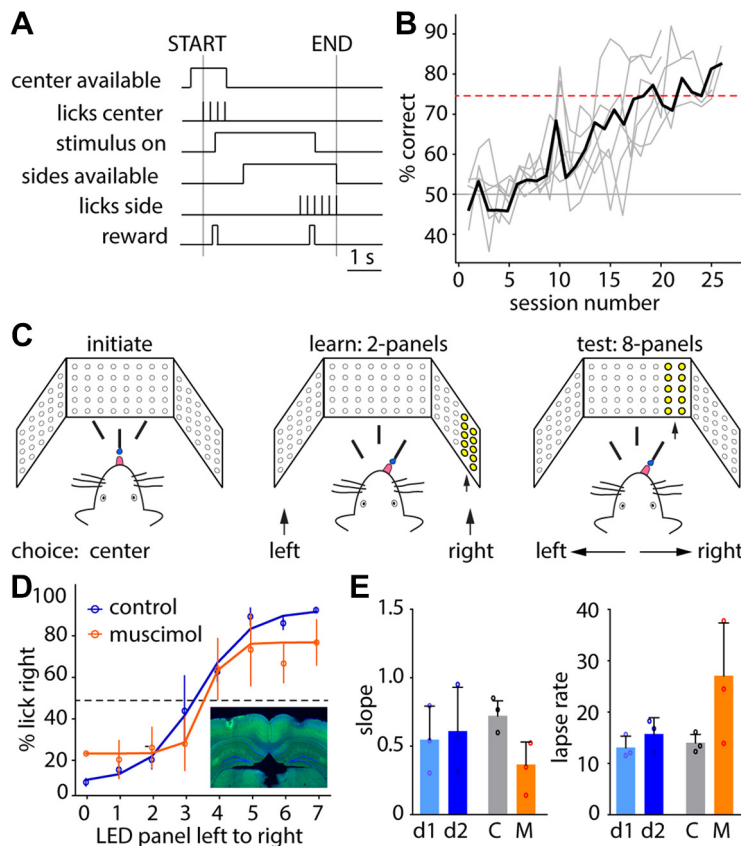 A
START
END
center available
licks center
stimulus on
sides available
licks side
reward
1 s
B
% correct
90
80
70
60
50
40
0
5
10
15
20
25
session number
C
initiate
learn: 2-panels
test: 8-panels
choice: center
left
right
left
right
D
% lick right
100
80
60
40
20
0
control
muscimol
0 1 2 3 4 5 6 7
LED panel left to right
E
slope
1.5
1.0
0.5
0
d1 d2 C M
lapse rate
40
30
20
10
0
d1 d2 C M